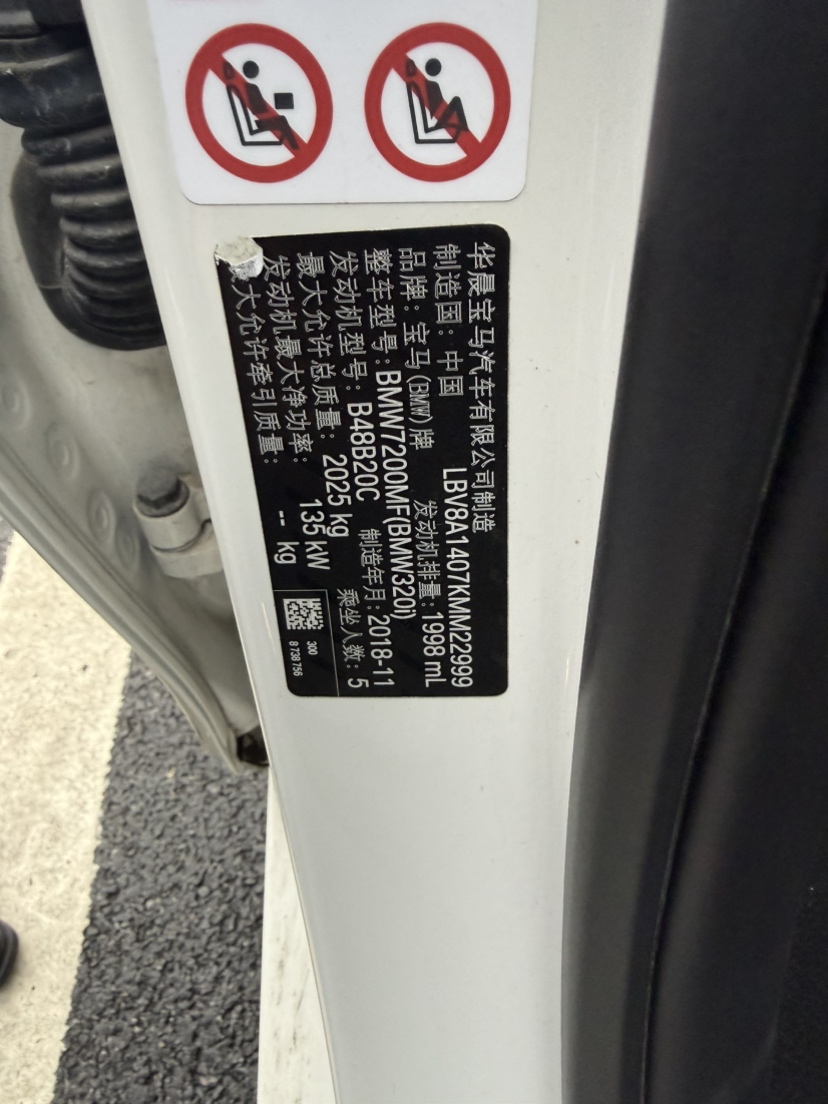 华晨宝马汽车有限公司制造
制造国：中国 LBV8A1407KMM22999
品牌：宝马(BMW)牌 发动机排量：1998 mL
整车型号：BMW7200MF(BMW320i)
发动机型号：B48B20C 制造年月：2018-11
最大允许总质量：2025 kg 乘坐人数：5
发动机最大净功率：135 kW
大允许牵引质量：-- kg
300
8 738 756